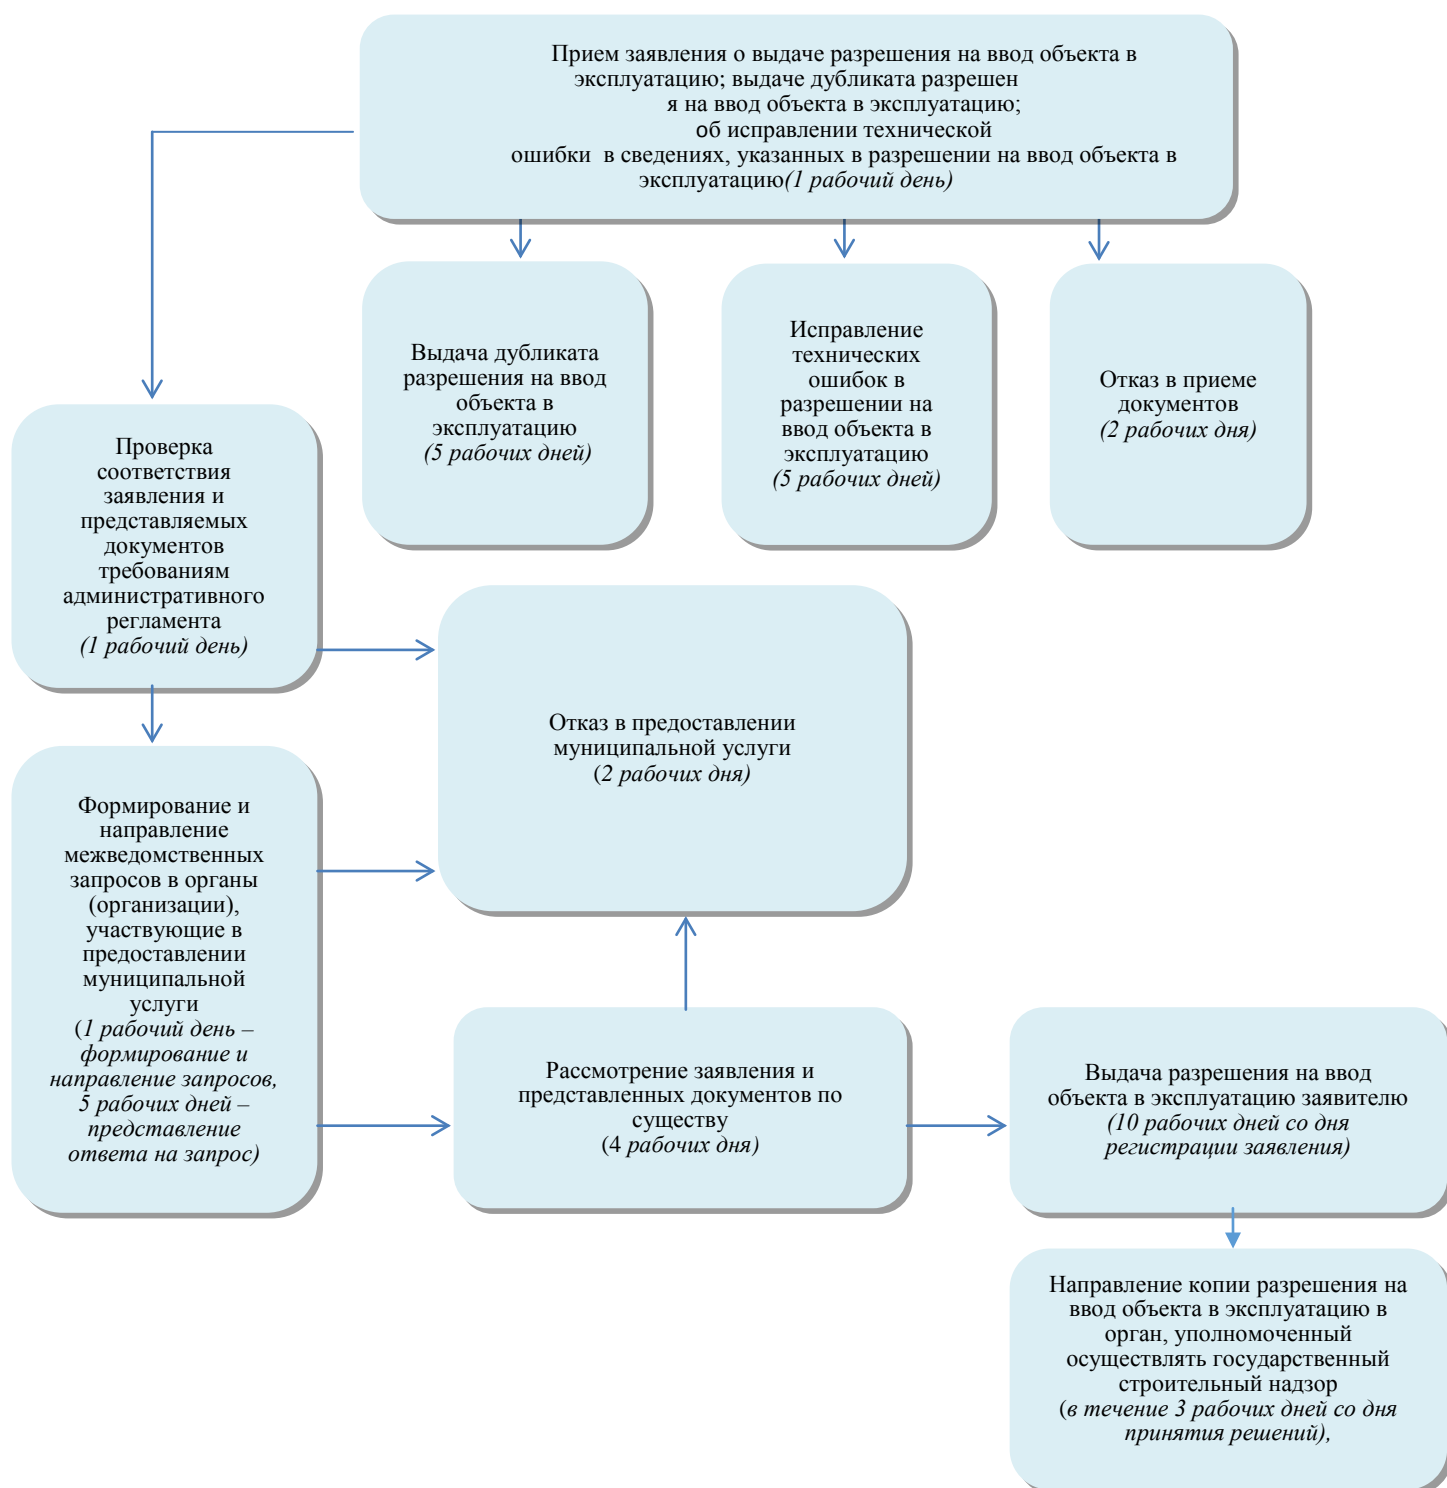 Прием заявления о выдаче разрешения на ввод объекта в
эксплуатацию; выдаче дубликата разрешен
я на ввод объекта в эксплуатацию;
об исправлении технической
ошибки  в сведениях, указанных в разрешении на ввод объекта в
эксплуатацию(1 рабочий день)
Выдача дубликата
разрешения на ввод
объекта в
эксплуатацию
(5 рабочих дней)
Исправление
технических
ошибок в
разрешении на
ввод объекта в
эксплуатацию
(5 рабочих дней)
Отказ в приеме
документов
(2 рабочих дня)
Проверка
соответствия
заявления и
представляемых
документов
требованиям
административного
регламента
(1 рабочий день)
Отказ в предоставлении
муниципальной услуги
(2 рабочих дня)
Формирование и
направление
межведомственных
запросов в органы
(организации),
участвующие в
предоставлении
муниципальной
услуги
(1 рабочий день –
формирование и
направление запросов,
5 рабочих дней –
представление
ответа на запрос)
Рассмотрение заявления и
представленных документов по
существу
(4 рабочих дня)
Выдача разрешения на ввод
объекта в эксплуатацию заявителю
(10 рабочих дней со дня
регистрации заявления)
Направление копии разрешения на
ввод объекта в эксплуатацию в
орган, уполномоченный
осуществлять государственный
строительный надзор
(в течение 3 рабочих дней со дня
принятия решений),